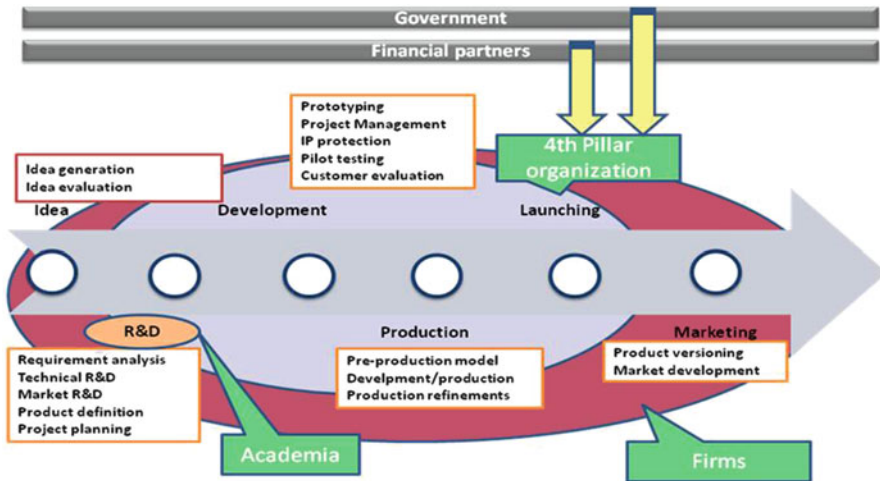 Government
Financial partners
Prototyping
Project Management
IP protection
Pilot testing
Customer evaluation
4th Pillar
organization
Idea generation
Idea evaluation
Idea
Development
Launching
R&D
Production
Marketing
Requirement analysis
Technical R&D
Market R&D
Product definition
Project planning
Pre-production model
Develpment/production
Production refinements
Product versioning
Market development
Academia
Firms